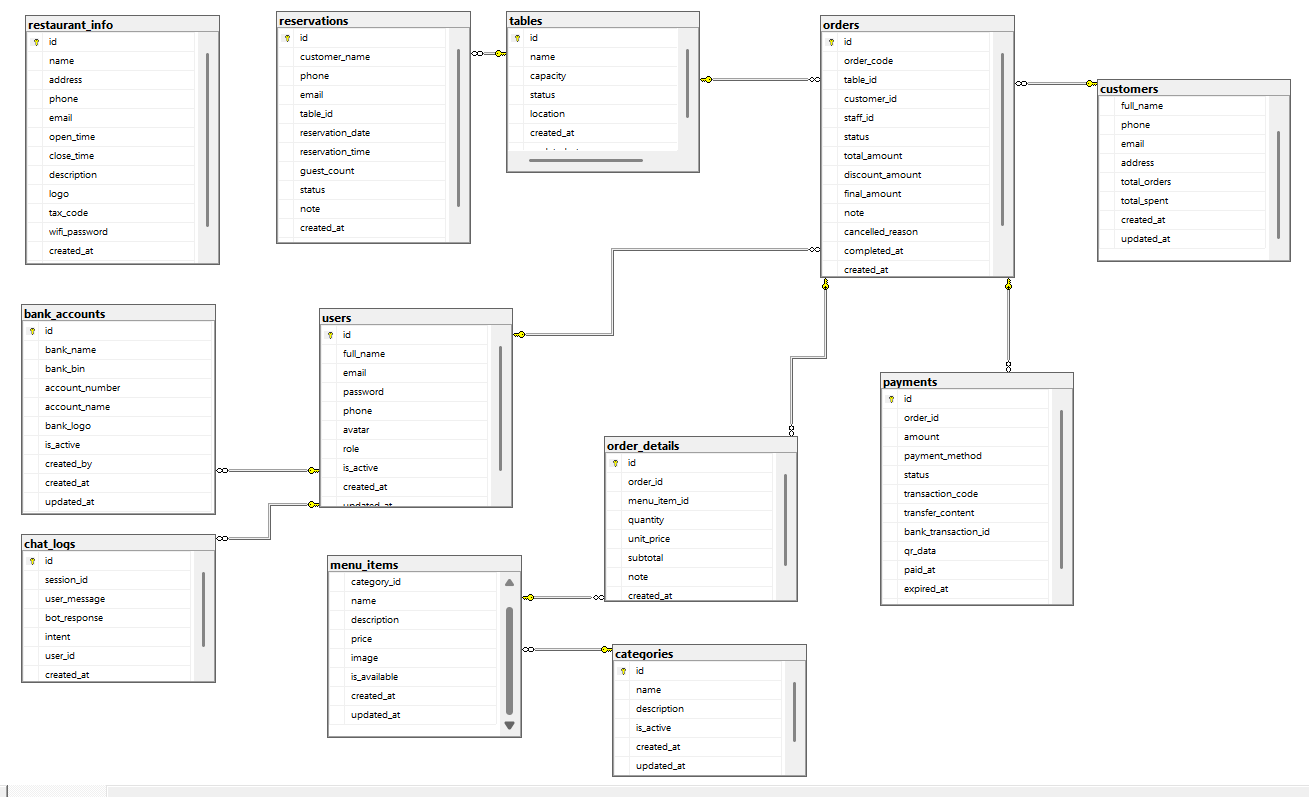 restaurant_info
id
name
address
phone
email
open_time
close_time
description
logo
tax_code
wifi_password
created_at
reservations
id
customer_name
phone
email
table_id
reservation_date
reservation_time
guest_count
status
note
created_at
tables
id
name
capacity
status
location
created_at
orders
id
order_code
table_id
customer_id
staff_id
status
total_amount
discount_amount
final_amount
note
cancelled_reason
completed_at
created_at
customers
full_name
phone
email
address
total_orders
total_spent
created_at
updated_at
bank_accounts
id
bank_name
bank_bin
account_number
account_name
bank_logo
is_active
created_by
created_at
updated_at
users
id
full_name
email
password
phone
avatar
role
is_active
created_at
updated_at
payments
id
order_id
amount
payment_method
status
transaction_code
transfer_content
bank_transaction_id
qr_data
paid_at
expired_at
order_details
id
order_id
menu_item_id
quantity
unit_price
subtotal
note
created_at
chat_logs
id
session_id
user_message
bot_response
intent
user_id
created_at
menu_items
category_id
name
description
price
image
is_available
created_at
updated_at
categories
id
name
description
is_active
created_at
updated_at